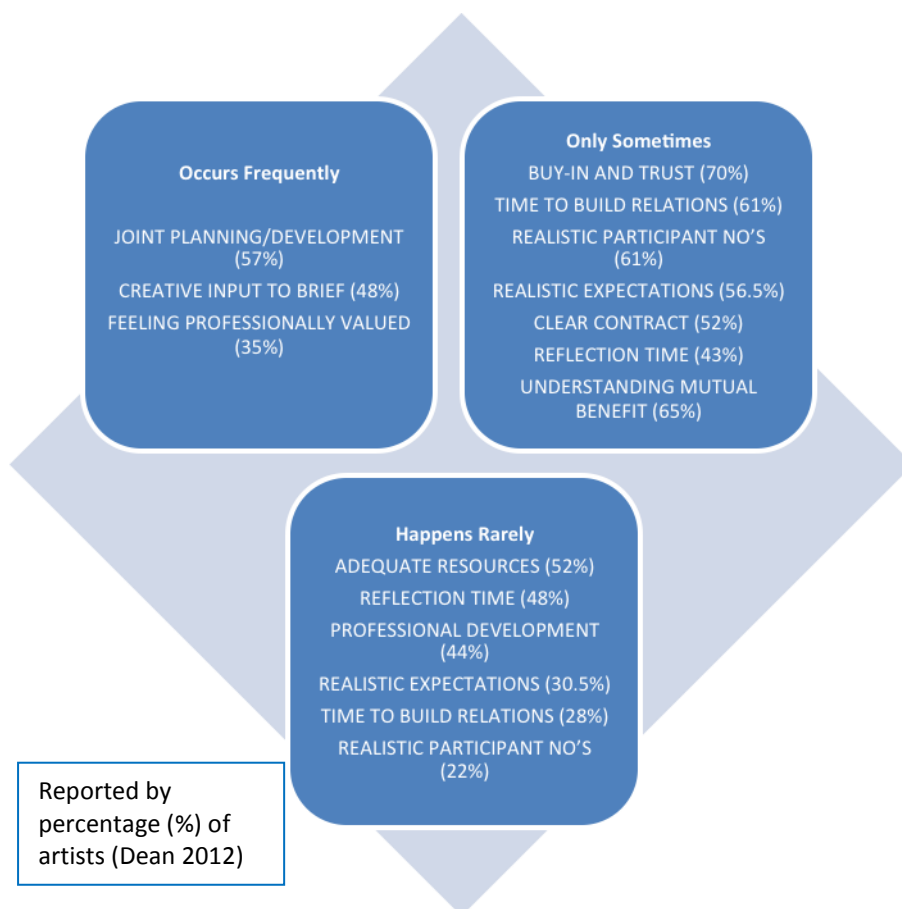 Occurs Frequently
JOINT PLANNING/DEVELOPMENT
(57%)
CREATIVE INPUT TO BRIEF (48%)
FEELING PROFESSIONALLY VALUED
(35%)
Only Sometimes
BUY-IN AND TRUST (70%)
TIME TO BUILD RELATIONS (61%)
REALISTIC PARTICIPANT NO'S
(61%)
REALISTIC EXPECTATIONS (56.5%)
CLEAR CONTRACT (52%)
REFLECTION TIME (43%)
UNDERSTANDING MUTUAL
BENEFIT (65%)
Happens Rarely
ADEQUATE RESOURCES (52%)
REFLECTION TIME (48%)
PROFESSIONAL DEVELOPMENT
(44%)
REALISTIC EXPECTATIONS (30.5%)
TIME TO BUILD RELATIONS (28%)
REALISTIC PARTICIPANT NO'S
(22%)
Reported by
percentage (%) of
artists (Dean 2012)